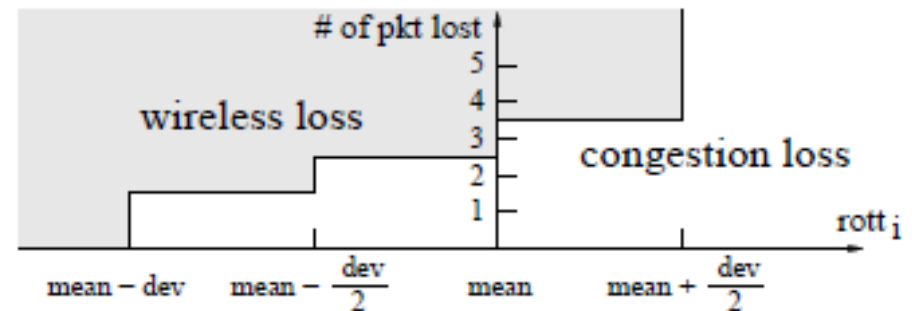 # of pkt lost
5
4
wireless loss
3
congestion loss
2
1
rott i
mean – dev
mean – dev/2
mean
mean + dev/2